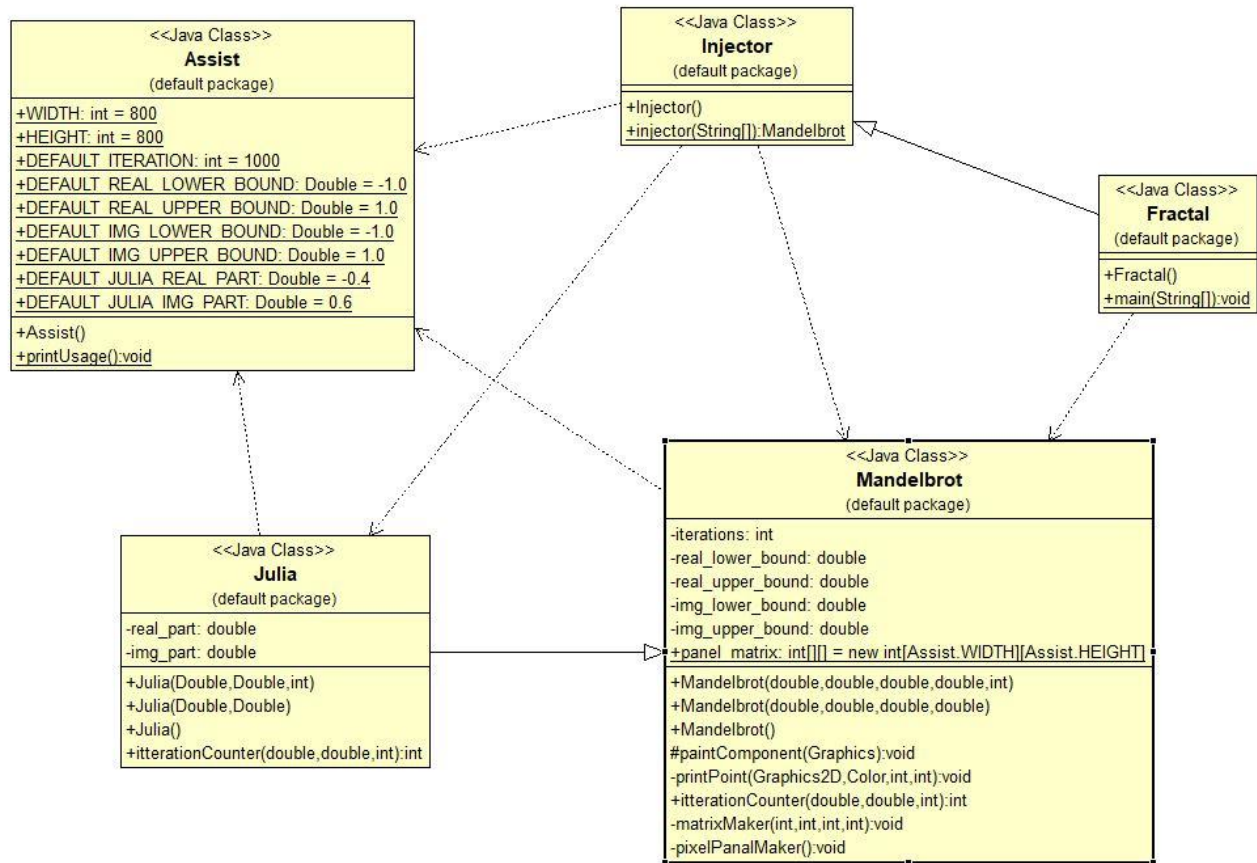 <<Java Class>>
Assist
(default package)
+WIDTH: int = 800
+HEIGHT: int = 800
+DEFAULT_ITERATION: int = 1000
+DEFAULT_REAL_LOWER_BOUND: Double = -1.0
+DEFAULT_REAL_UPPER_BOUND: Double = 1.0
+DEFAULT_IMG_LOWER_BOUND: Double = -1.0
+DEFAULT_IMG_UPPER_BOUND: Double = 1.0
+DEFAULT_JULIA_REAL_PART: Double = -0.4
+DEFAULT_JULIA_IMG_PART: Double = 0.6
+Assist()
+printUsage():void
<<Java Class>>
Injector
(default package)
+Injector()
+injector(String[]):Mandelbrot
<<Java Class>>
Fractal
(default package)
+Fractal()
+main(String[]):void
<<Java Class>>
Julia
(default package)
-real_part: double
-img_part: double
+Julia(Double,Double,int)
+Julia(Double,Double)
+Julia()
+itterationCounter(double,double,int):int
<<Java Class>>
Mandelbrot
(default package)
-iterations: int
-real_lower_bound: double
-real_upper_bound: double
-img_lower_bound: double
-img_upper_bound: double
+panel_matrix: int[][] = new int[Assist.WIDTH][Assist.HEIGHT]
+Mandelbrot(double,double,double,double,int)
+Mandelbrot(double,double,double,double)
+Mandelbrot()
#paintComponent(Graphics):void
-printPoint(Graphics2D,Color,int,int):void
+itterationCounter(double,double,int):int
-matrixMaker(int,int,int,int):void
-pixelPanalMaker():void